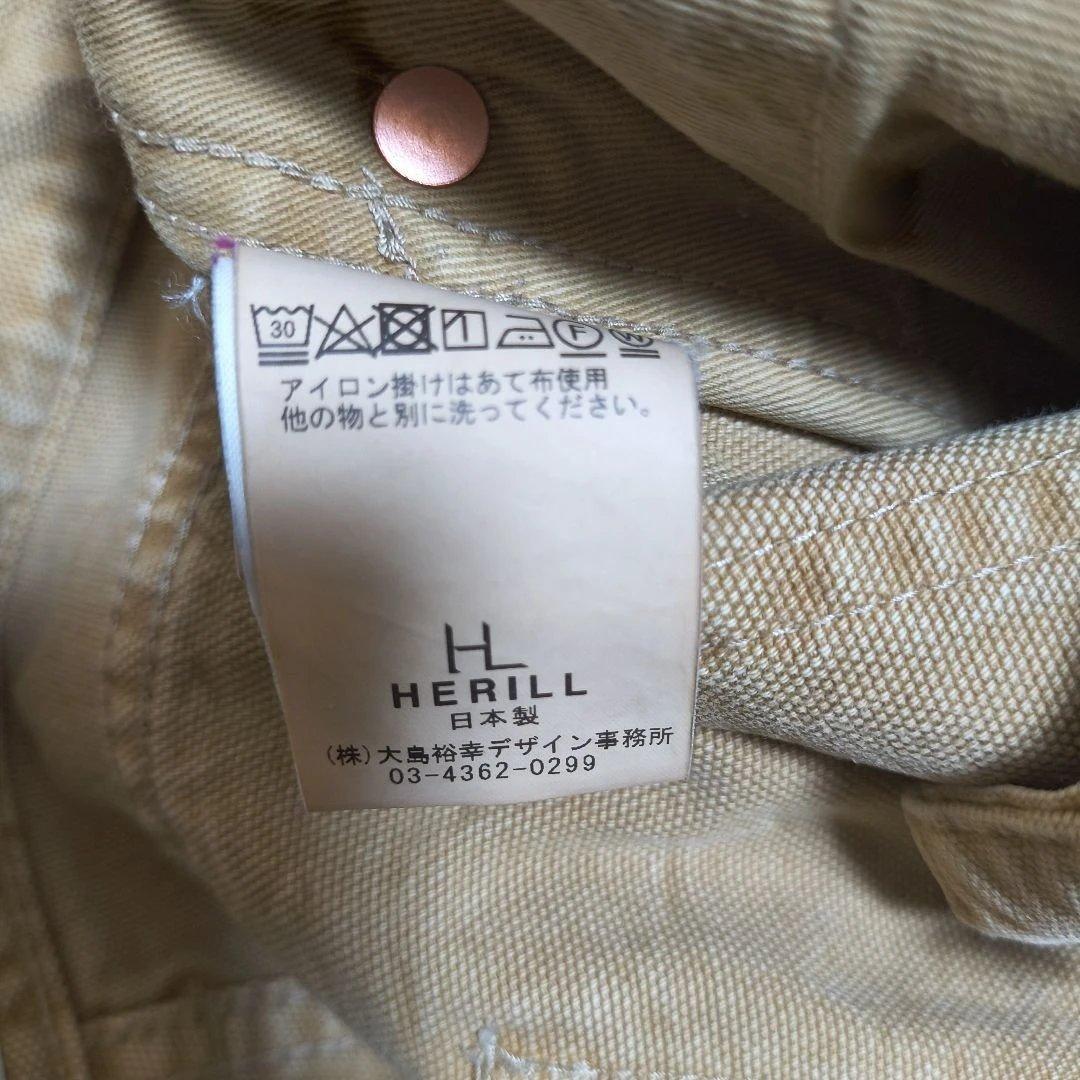 30 F W
アイロン掛けはあて布使用
他の物と別に洗ってください。
HL
HERILL
日本製
(株)大島裕幸デザイン事務所
03-4362-0299